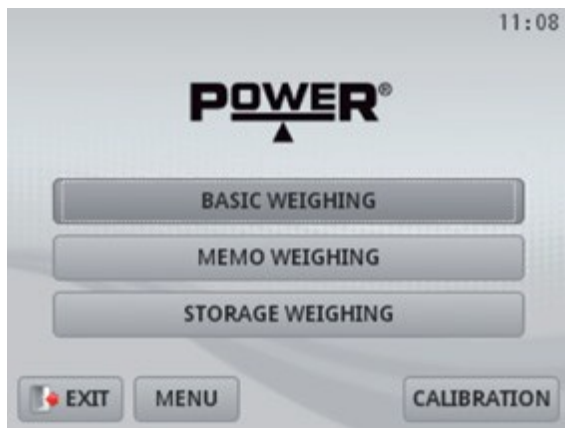 11:08
POWER®
BASIC WEIGHING
MEMO WEIGHING
STORAGE WEIGHING
EXIT MENU CALIBRATION